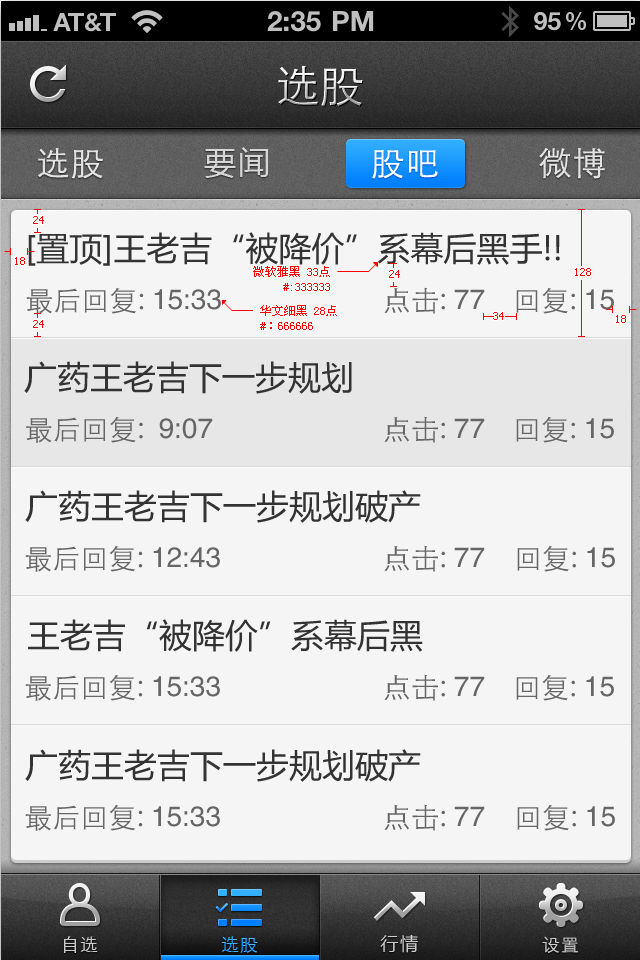 AT&T 2:35 PM 95%
选股
选股 要闻 股吧 微博
24
[置顶]王老吉“被降价”系幕后黑手!!
18
微软雅黑 33点
24
128
#:333333
最后回复: 15:33 点击: 77 回复: 15
华文细黑 28点
34
18
24
#: 666666
广药王老吉下一步规划
最后回复: 9:07 点击: 77 回复: 15
广药王老吉下一步规划破产
最后回复: 12:43 点击: 77 回复: 15
王老吉“被降价”系幕后黑
最后回复: 15:33 点击: 77 回复: 15
广药王老吉下一步规划破产
最后回复: 15:33 点击: 77 回复: 15
自选 选股 行情 设置